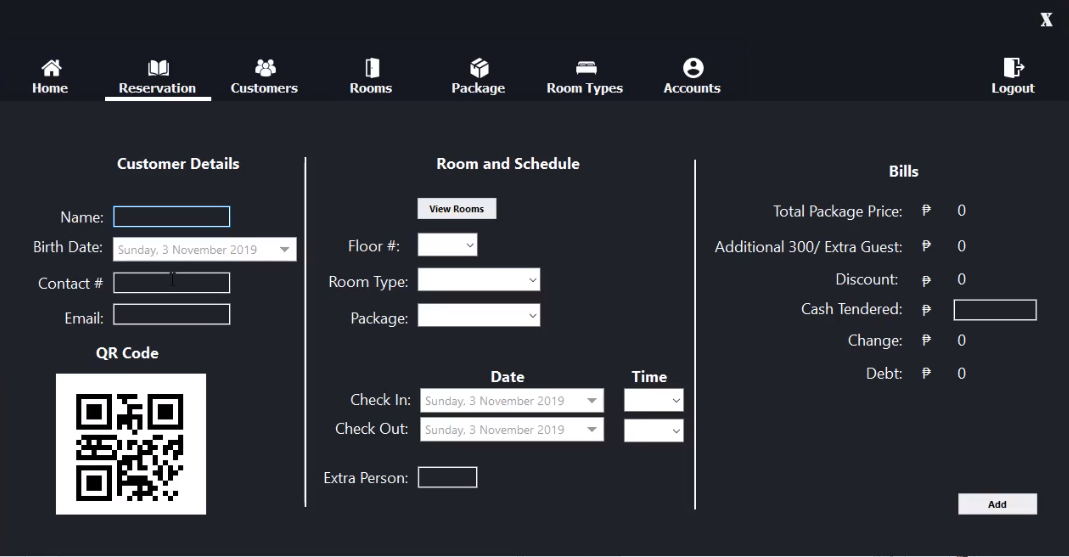 X
Home Reservation Customers Rooms Package Room Types Accounts Logout
Customer Details
Name:
Birth Date: Sunday, 3 November 2019
Contact #
Email:
QR Code
Room and Schedule
View Rooms
Floor #:
Room Type:
Package:
Date Time
Check In: Sunday, 3 November 2019
Check Out: Sunday, 3 November 2019
Extra Person:
Bills
Total Package Price: ₱ 0
Additional 300/ Extra Guest: ₱ 0
Discount: ₱ 0
Cash Tendered: ₱
Change: ₱ 0
Debt: ₱ 0
Add